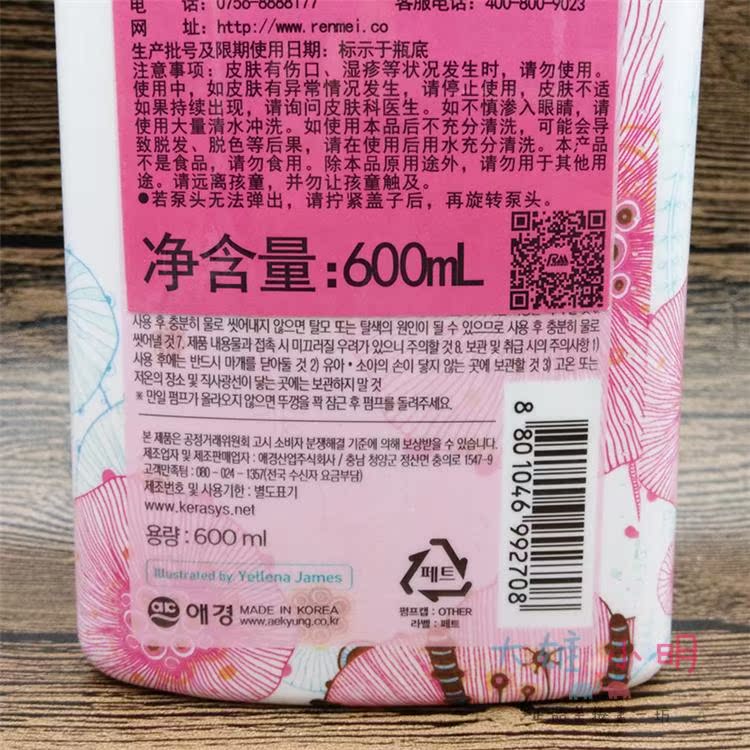 电　　话：0756-8688177　　客服电话：400-800-9023
网　　址：http://www.renmei.co
生产批号及限期使用日期：标示于瓶底
注意事项：皮肤有伤口、湿疹等状况发生时，请勿使用。
使用中，如皮肤有异常情况发生，请停止使用，皮肤不适
如果持续出现，请询问皮肤科医生。如不慎渗入眼睛，请
使用大量清水冲洗。如使用本品后不充分清洗，可能会导
致脱发、脱色等后果，请在使用后用水充分清洗。本产品
不是食品，请勿食用。除本品原用途外，请勿用于其他用
途。请远离孩童，并勿让孩童触及。
●若泵头无法弹出，请拧紧盖子后，再旋转泵头。
净含量:600mL
사용 후 충분히 물로 씻어내지 않으면 탈모 또는 탈색의 원인이 될 수 있으므로 사용 후 충분히 물로
씻어낼 것 7. 제품 내용물과 접촉 시 미끄러질 우려가 있으니 주의할 것 8. 보관 및 취급 시의 주의사항 1)
사용 후에는 반드시 마개를 닫아둘 것 2) 유아·소아의 손이 닿지 않는 곳에 보관할 것 3) 고온 또는
저온의 장소 및 직사광선이 닿는 곳에는 보관하지 말 것
※ 만일 펌프가 올라오지 않으면 뚜껑을 꽉 잠근 후 펌프를 돌려주세요.
본 제품은 공정거래위원회 고시 소비자 분쟁해결 기준에 의해 보상받을 수 있습니다.
제조업자 및 제조판매업자 : 애경산업주식회사 / 충남 청양군 정산면 충의로 1547-9
고객만족팀 : 080 - 024 - 1357(전국 수신자 요금부담)
제조번호 및 사용기한 : 별도표기
www.kerasys.net
용량 : 600 ml
Illustrated by Yellena James
애경 MADE IN KOREA
www.aekyung.co.kr
페트
펌프캡 : OTHER
라벨 : 페트
8 801046 992708
大雄小明